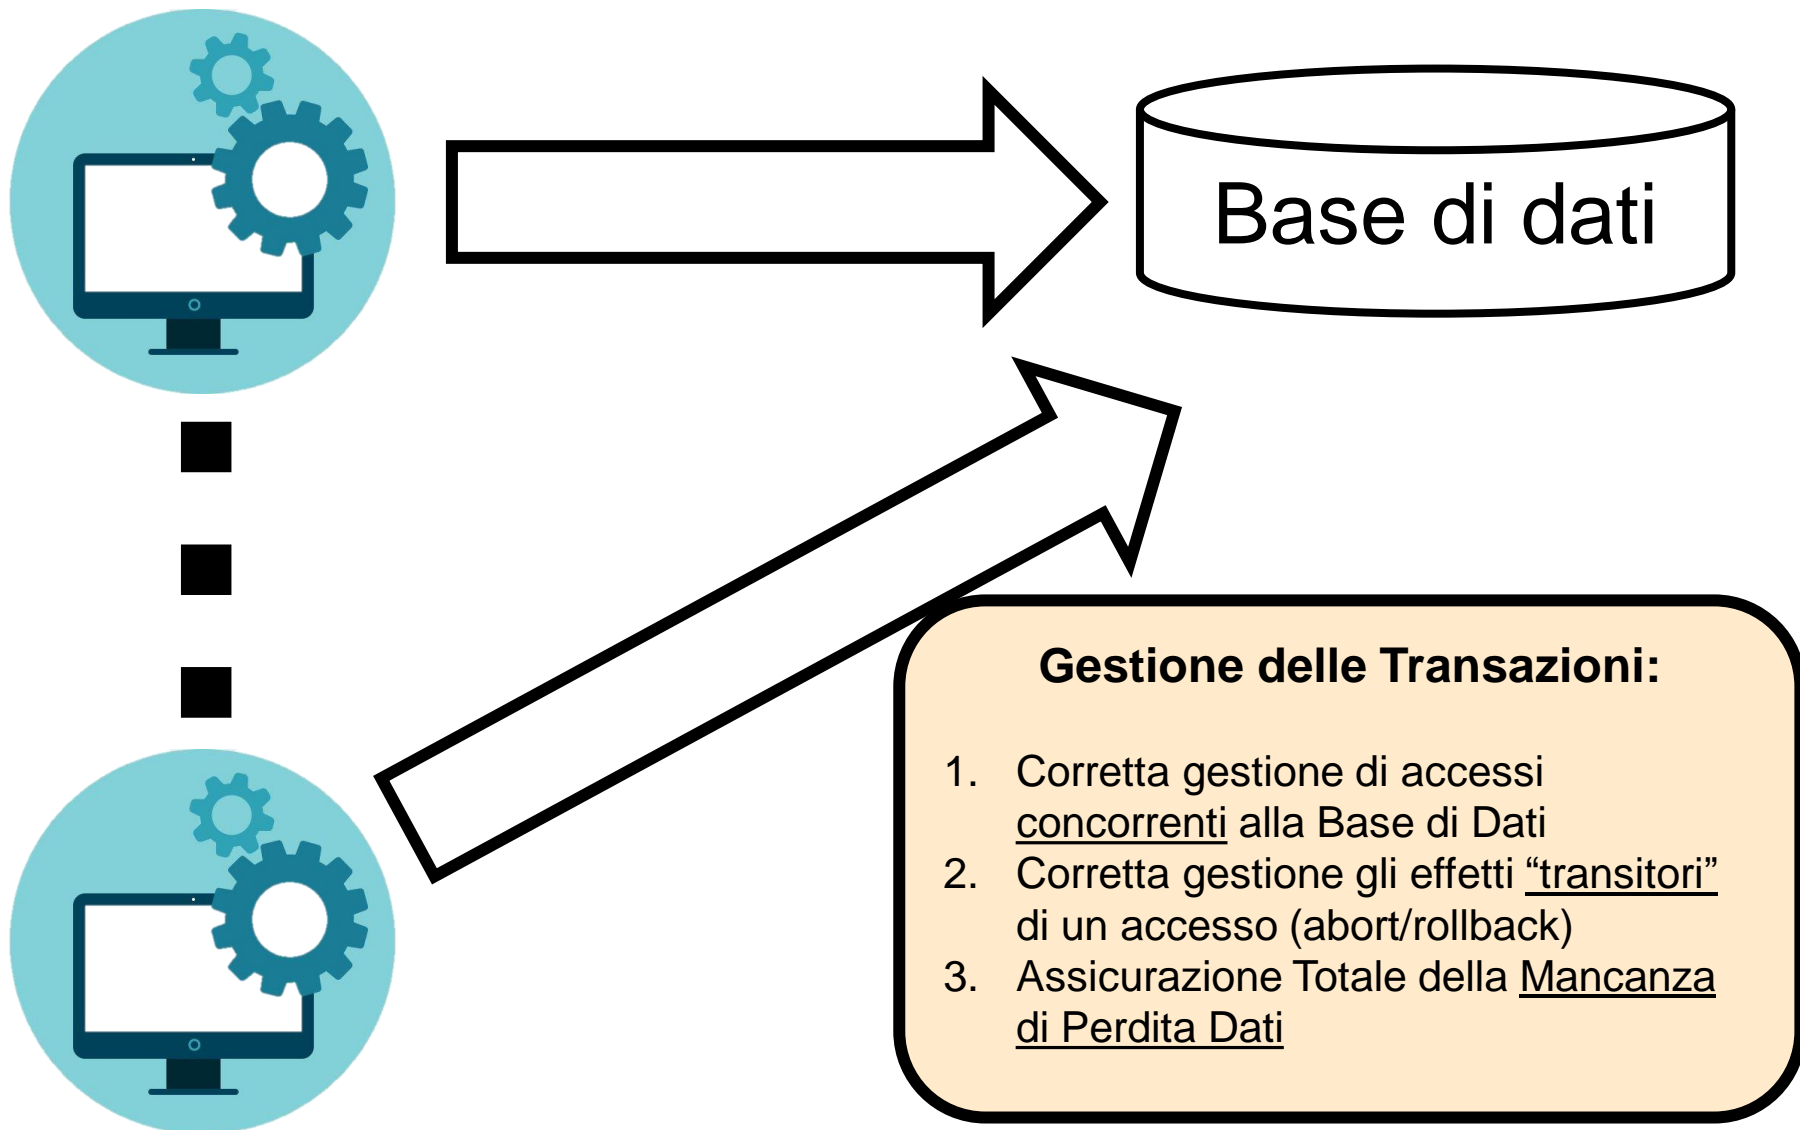 Base di dati
Gestione delle Transazioni:
1. Corretta gestione di accessi
concorrenti alla Base di Dati
2. Corretta gestione gli effetti “transitori”
di un accesso (abort/rollback)
3. Assicurazione Totale della Mancanza
di Perdita Dati